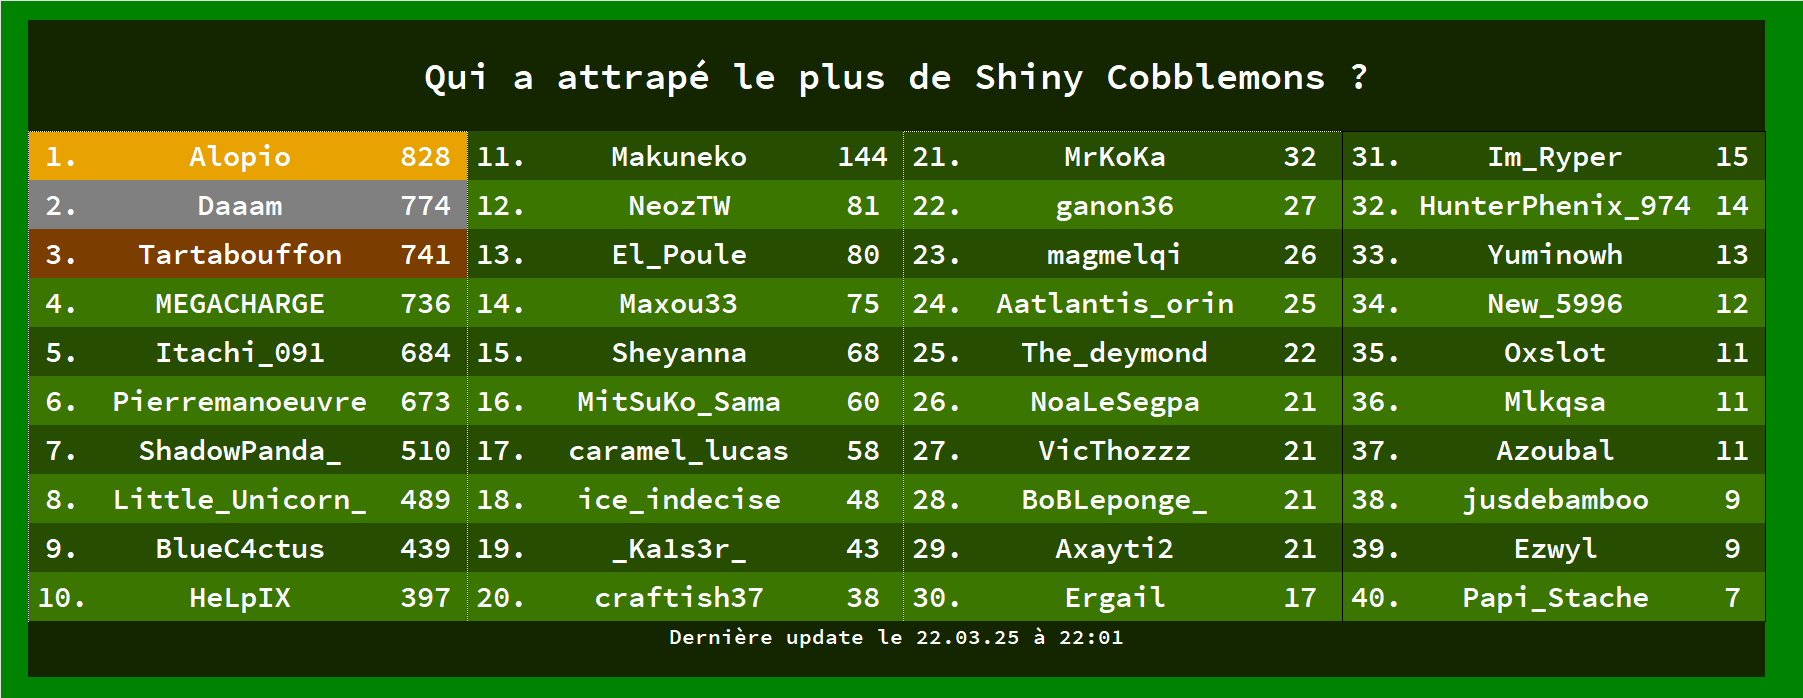 Qui a attrapé le plus de Shiny Cobblemons ?
1. Alopio 828 11. Makuneko 144 21. MrKoKa 32 31. Im_Ryper 15
2. Daaam 774 12. NeozTW 81 22. ganon36 27 32. HunterPhenix_974 14
3. Tartabouffon 741 13. El_Poule 80 23. magmelqi 26 33. Yuminowh 13
4. MEGACHARGE 736 14. Maxou33 75 24. Aatlantis_orin 25 34. New_5996 12
5. Itachi_091 684 15. Sheyanna 68 25. The_deymond 22 35. Oxslot 11
6. Pierremanoeuvre 673 16. MitSuKo_Sama 60 26. NoaLeSegpa 21 36. Mlkqsa 11
7. ShadowPanda_ 510 17. caramel_lucas 58 27. VicThozzz 21 37. Azoubal 11
8. Little_Unicorn_ 489 18. ice_indecise 48 28. BoBLeponge_ 21 38. jusdebamboo 9
9. BlueC4ctus 439 19. _Ka1s3r_ 43 29. Axayti2 21 39. Ezwyl 9
10. HeLpIX 397 20. craftish37 38 30. Ergail 17 40. Papi_Stache 7
Dernière update le 22.03.25 à 22:01